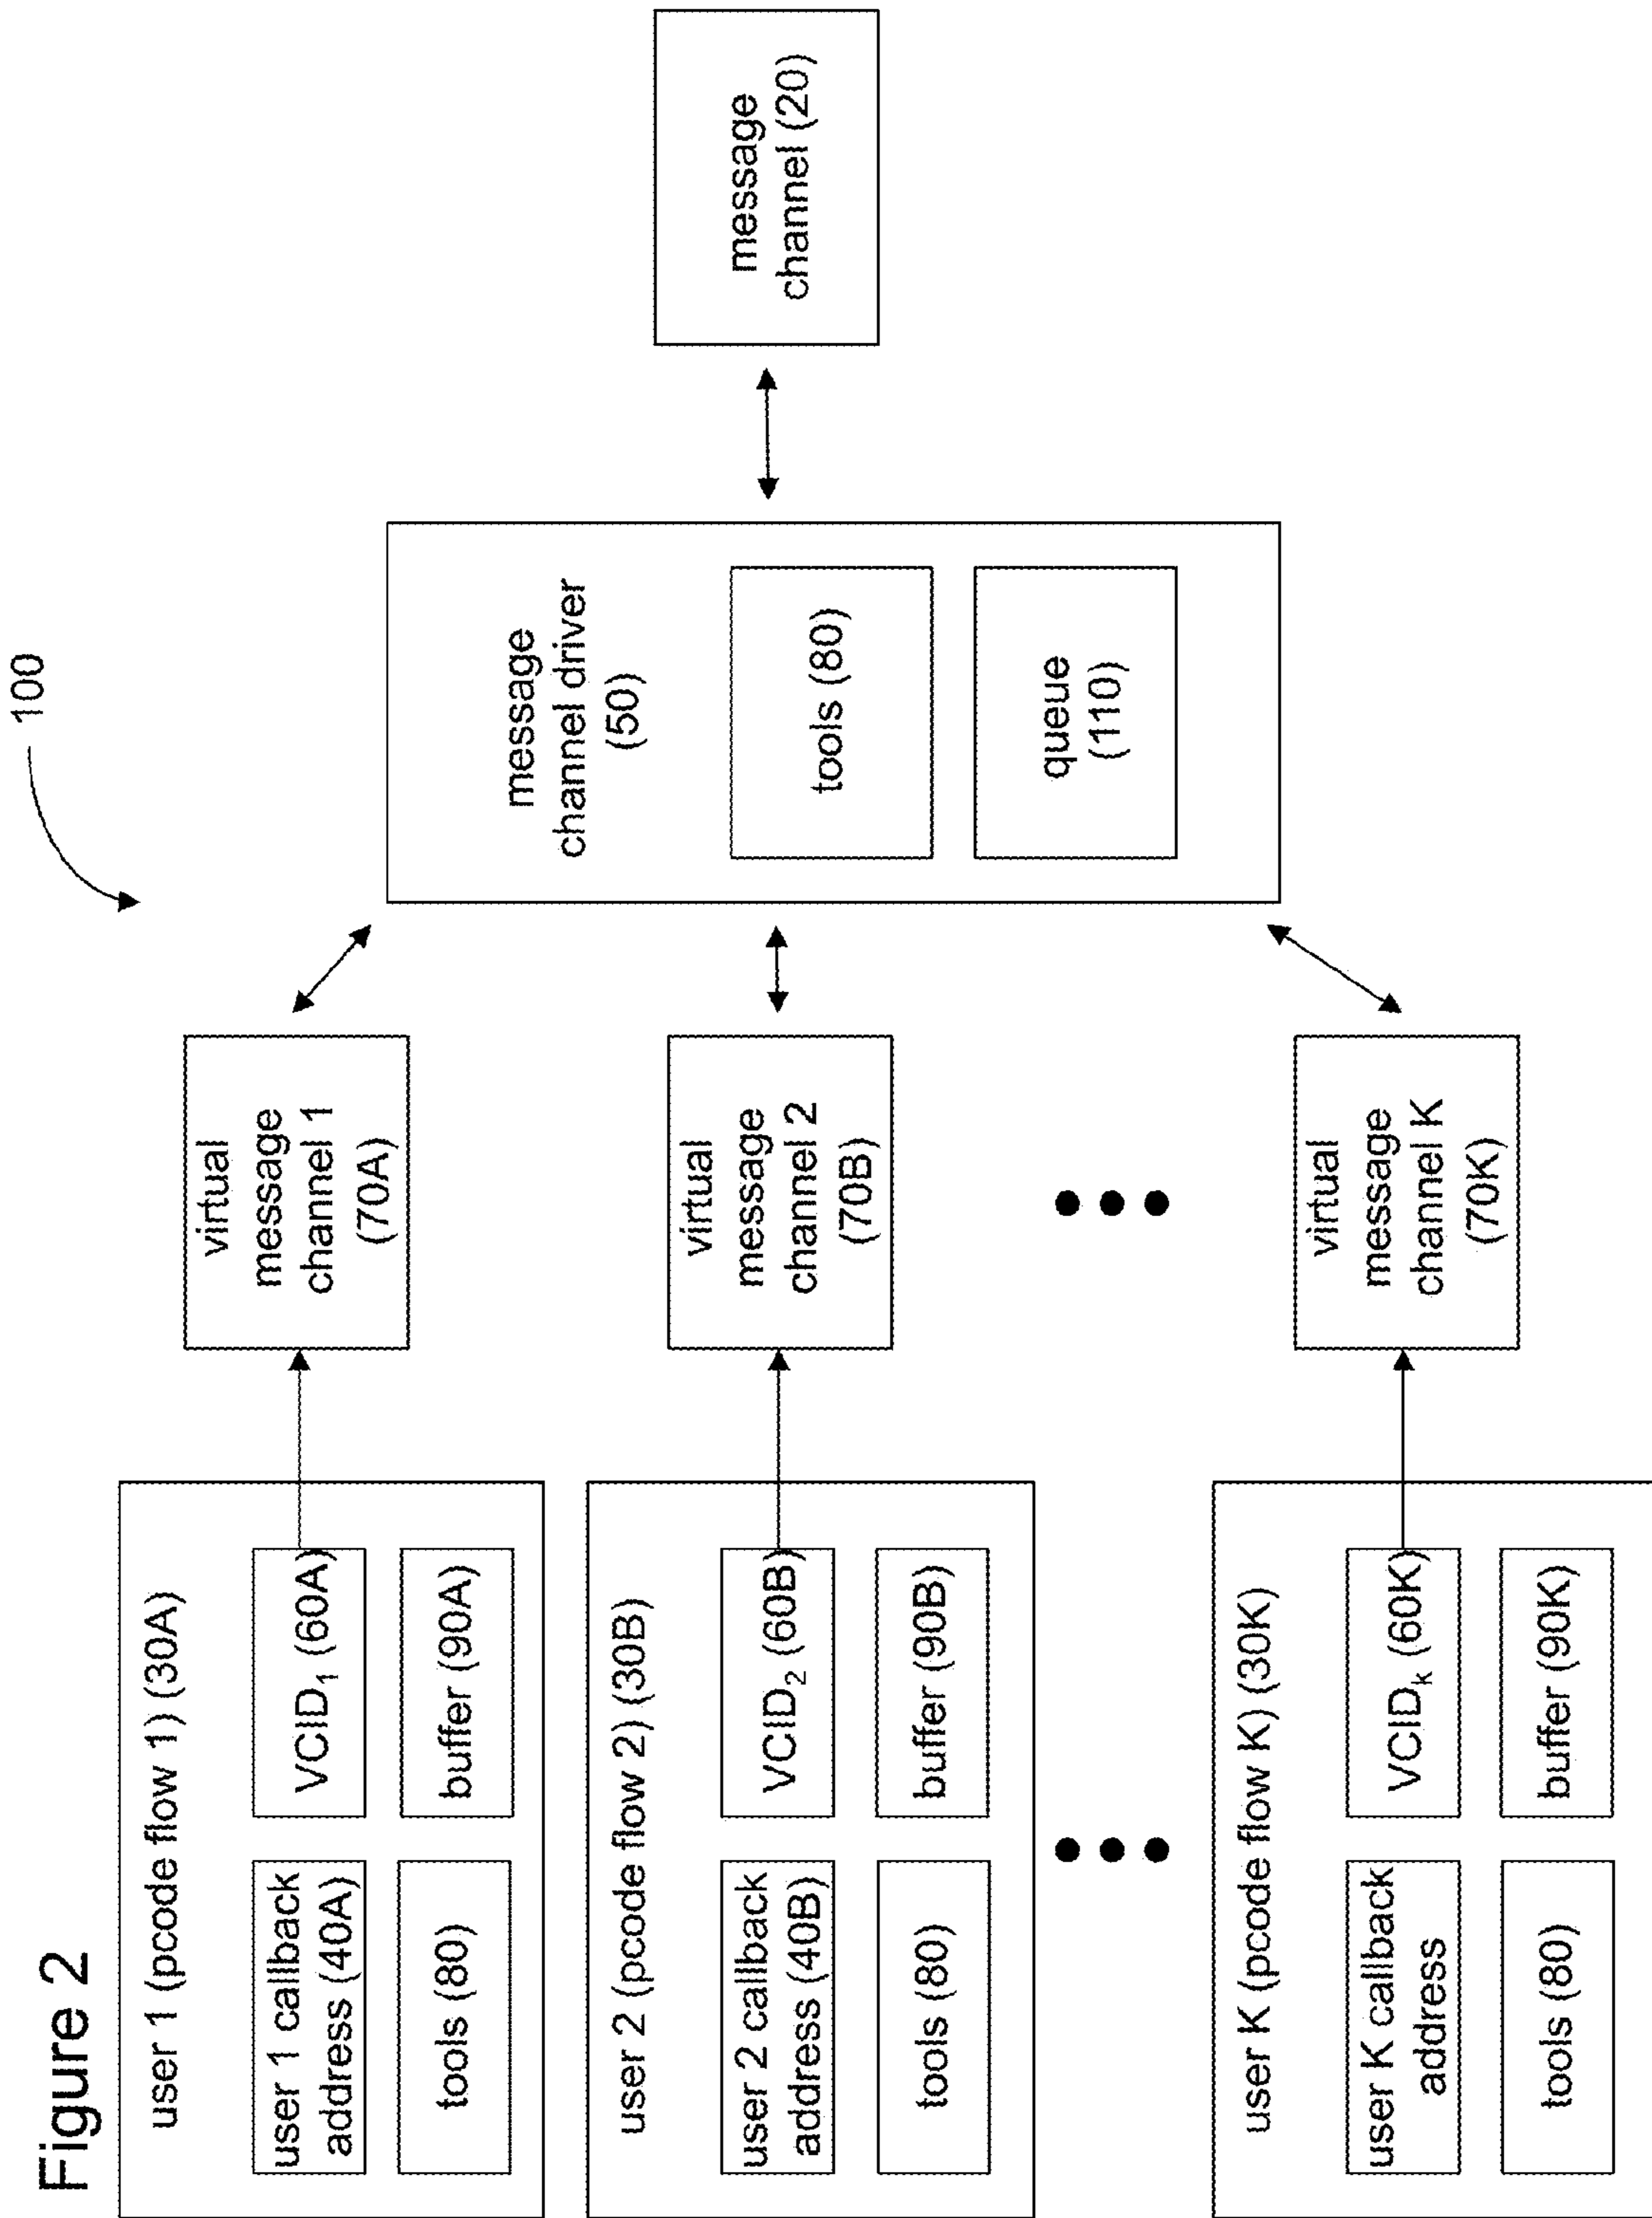 Figure 2
100
user 1 (pcode flow 1) (30A)
user 1 callback
address (40A)
VCID₁ (60A)
tools (80)
buffer (90A)
virtual
message
channel 1
(70A)
user 2 (pcode flow 2) (30B)
user 2 callback
address (40B)
VCID₂ (60B)
tools (80)
buffer (90B)
virtual
message
channel 2
(70B)
user K (pcode flow K) (30K)
user K callback
address
VCIDₖ (60K)
tools (80)
buffer (90K)
virtual
message
channel K
(70K)
message
channel driver
(50)
tools (80)
queue
(110)
message
channel (20)